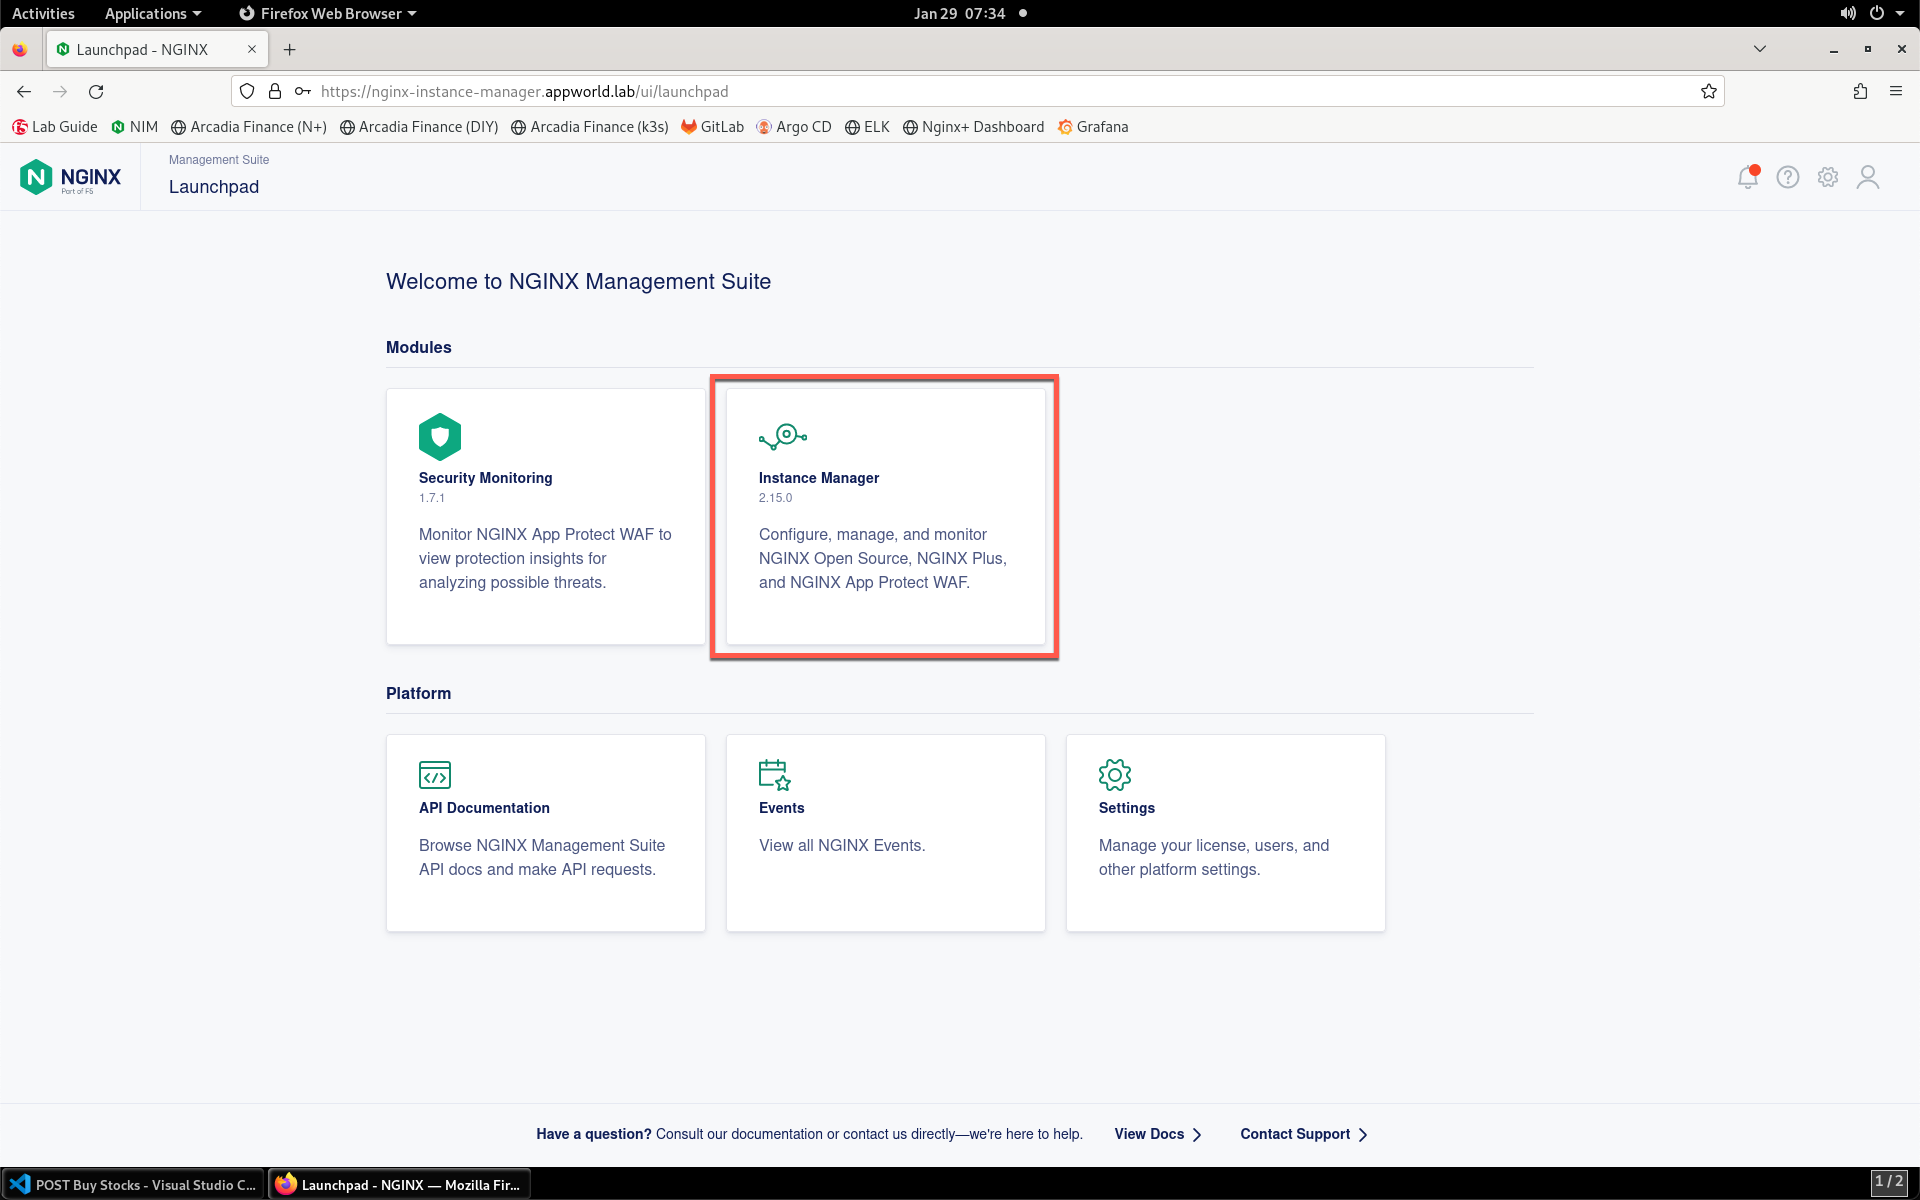 Activities Applications Firefox Web Browser Jan 29 07:34
Launchpad - NGINX
https://nginx-instance-manager.appworld.lab/ui/launchpad
Lab Guide NIM Arcadia Finance (N+) Arcadia Finance (DIY) Arcadia Finance (k3s) GitLab Argo CD ELK Nginx+ Dashboard Grafana
NGINX
Part of F5
Management Suite
Launchpad
Welcome to NGINX Management Suite
Modules
Security Monitoring
1.7.1
Monitor NGINX App Protect WAF to
view protection insights for
analyzing possible threats.
Instance Manager
2.15.0
Configure, manage, and monitor
NGINX Open Source, NGINX Plus,
and NGINX App Protect WAF.
Platform
API Documentation
Browse NGINX Management Suite
API docs and make API requests.
Events
View all NGINX Events.
Settings
Manage your license, users, and
other platform settings.
Have a question? Consult our documentation or contact us directly—we're here to help. View Docs Contact Support
POST Buy Stocks - Visual Studio C... Launchpad - NGINX — Mozilla Fir... 1 / 2